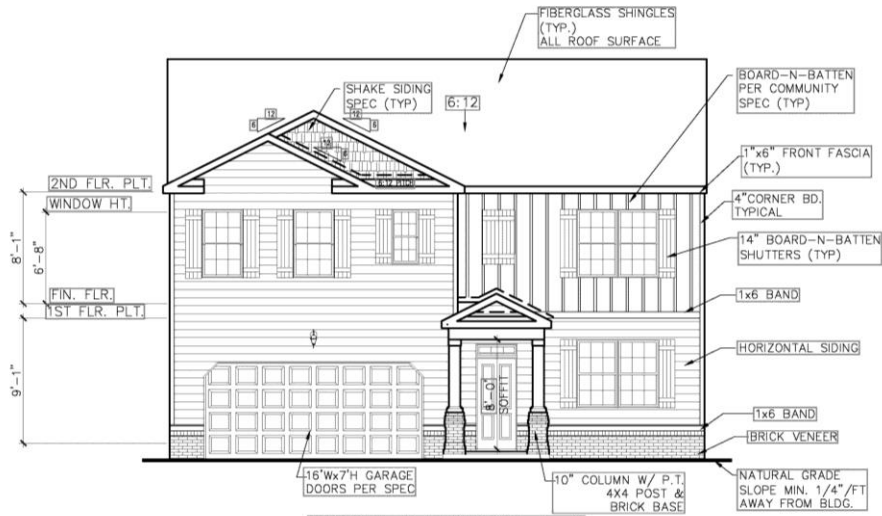 FIBERGLASS SHINGLES
(TYP.)
ALL ROOF SURFACE
SHAKE SIDING
SPEC (TYP)
6:12
BOARD-N-BATTEN
PER COMMUNITY
SPEC (TYP)
12
6
12
6
6:12 PITCH
1"x6" FRONT FASCIA
(TYP.)
2ND FLR. PLT.
WINDOW HT.
4"CORNER BD.
TYPICAL
8'-1"
6'-8"
14" BOARD-N-BATTEN
SHUTTERS (TYP)
FIN. FLR.
1ST FLR. PLT.
1x6 BAND
HORIZONTAL SIDING
9'-1"
8'-0"
SOFFIT
1x6 BAND
BRICK VENEER
16'Wx7'H GARAGE
DOORS PER SPEC
10" COLUMN W/ P.T.
4X4 POST &
BRICK BASE
NATURAL GRADE
SLOPE MIN. 1/4"/FT
AWAY FROM BLDG.